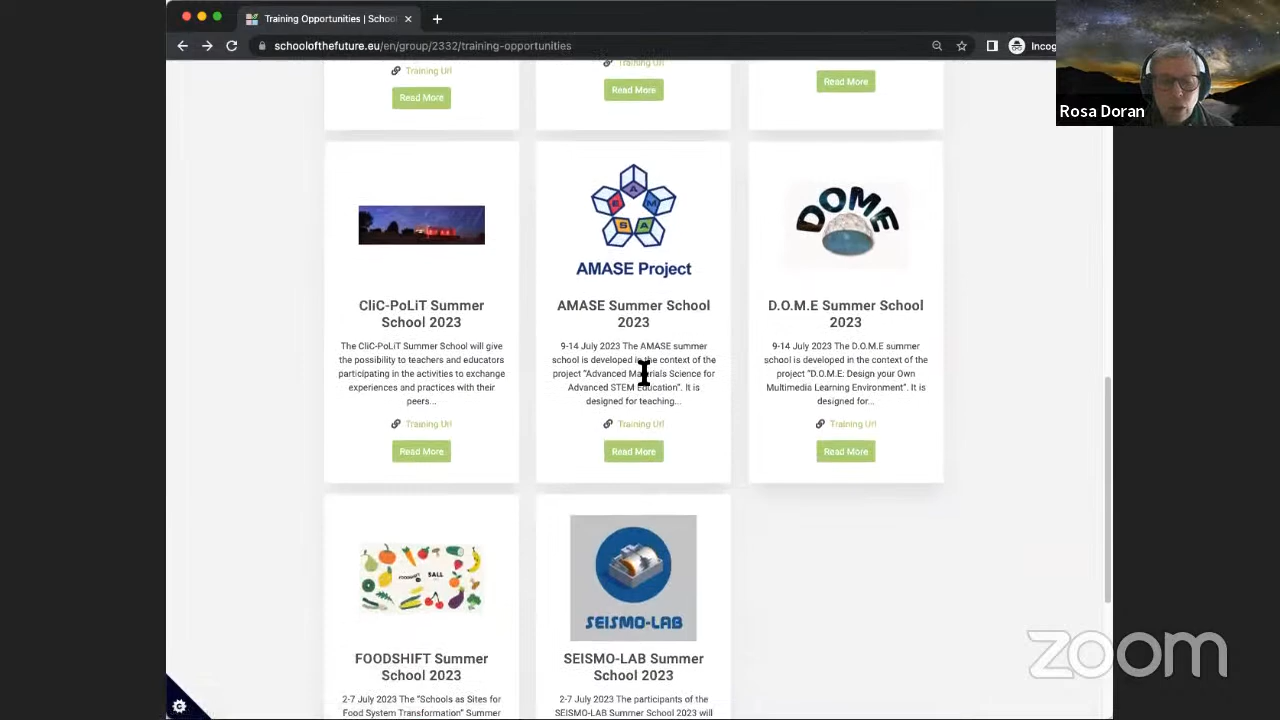 Training Opportunities | School
schoolofthefuture.eu/en/group/2332/training-opportunities
Incog
Rosa Doran
Training Url
Training Url
Read More
Read More
Read More
AMASE Project
DOME
CliC-PoLiT Summer
School 2023
The CliC-PoLiT Summer School will give
the possibility to teachers and educators
participating in the activities to exchange
experiences and practices with their
peers...
Training Url
Read More
AMASE Summer School
2023
9-14 July 2023 The AMASE summer
school is developed in the context of the
project "Advanced Materials Science for
Advanced STEM Education". It is
designed for teaching...
Training Url
Read More
D.O.M.E Summer School
2023
9-14 July 2023 The D.O.M.E summer
school is developed in the context of the
project "D.O.M.E: Design your Own
Multimedia Learning Environment". It is
designed for...
Training Url
Read More
FOODSHIFT
SALL
FOODSHIFT Summer
School 2023
2-7 July 2023 The "Schools as Sites for
Food System Transformation" Summer
SEISMO-LAB
SEISMO-LAB Summer
School 2023
2-7 July 2023 The participants of the
SEISMO-LAB Summer School 2023 will
zoom